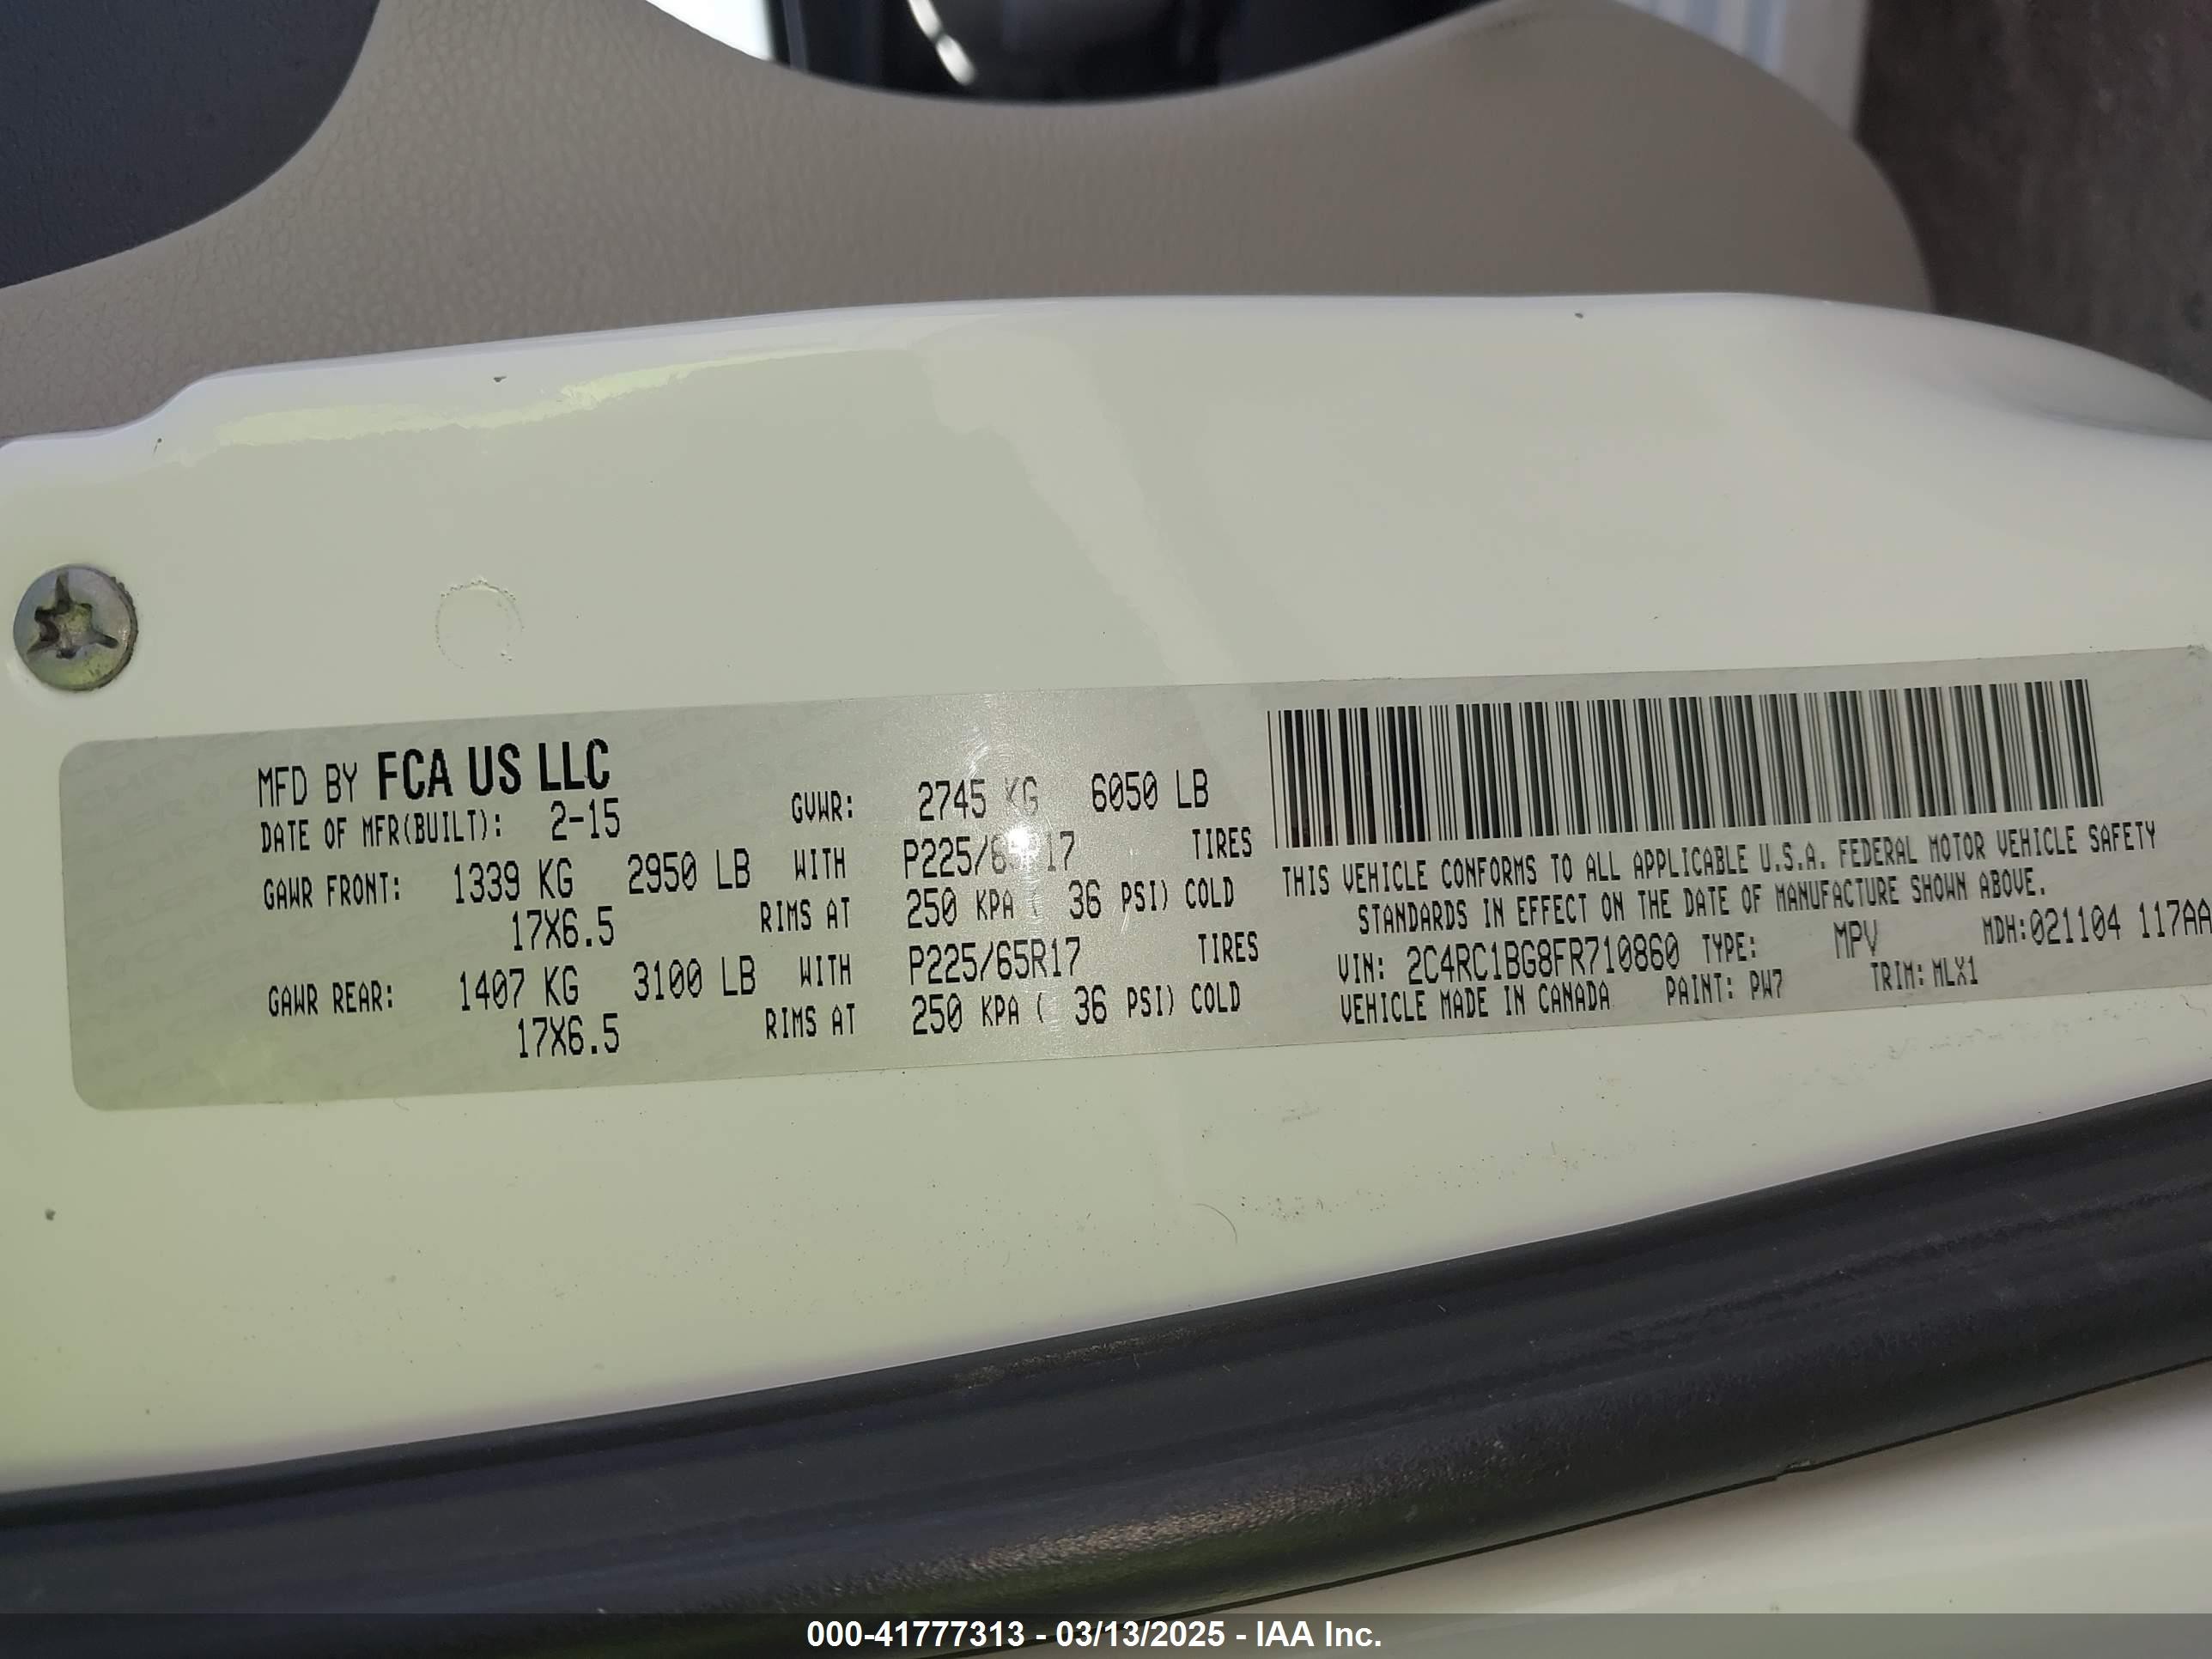 MFD BY FCA US LLC
DATE OF MFR(BUILT): 2-15 GVWR: 2745 KG 6050 LB
GAWR FRONT: 1339 KG 2950 LB WITH P225/65R17 TIRES
17X6.5 RIMS AT 250 KPA ( 36 PSI) COLD
GAWR REAR: 1407 KG 3100 LB WITH P225/65R17 TIRES
17X6.5 RIMS AT 250 KPA ( 36 PSI) COLD
THIS VEHICLE CONFORMS TO ALL APPLICABLE U.S.A. FEDERAL MOTOR VEHICLE SAFETY
STANDARDS IN EFFECT ON THE DATE OF MANUFACTURE SHOWN ABOVE.
VIN: 2C4RC1BG8FR710860 TYPE: MPV MDH:021104 117AA
VEHICLE MADE IN CANADA PAINT: PW7 TRIM: MLX1
000-41777313 - 03/13/2025 - IAA Inc.